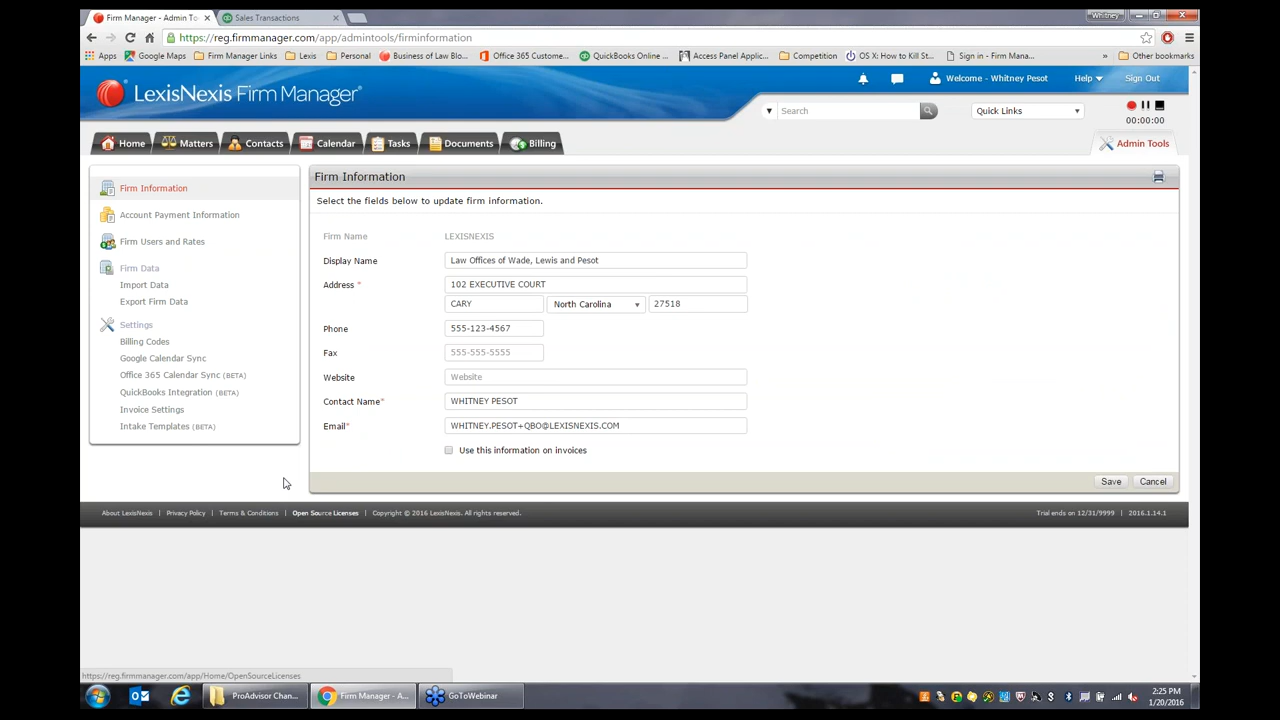 Firm Manager - Admin To
Sales Transactions
Whitney
https://reg.firmmanager.com/app/admintools/firminformation
Apps Google Maps Firm Manager Links Lexis Personal Business of Law Blo... Office 365 Custome... QuickBooks Online ... Access Panel Applic... Competition OS X: How to Kill St... Sign in - Firm Mana... » Other bookmarks
LexisNexis Firm Manager
Welcome - Whitney Pesot Help Sign Out
Search Quick Links
00:00:00
Home Matters Contacts Calendar Tasks Documents Billing Admin Tools
Firm Information
Account Payment Information
Firm Users and Rates
Firm Data
Import Data
Export Firm Data
Settings
Billing Codes
Google Calendar Sync
Office 365 Calendar Sync (BETA)
QuickBooks Integration (BETA)
Invoice Settings
Intake Templates (BETA)
Firm Information
Select the fields below to update firm information.
Firm Name LEXISNEXIS
Display Name Law Offices of Wade, Lewis and Pesot
Address * 102 EXECUTIVE COURT
CARY North Carolina 27518
Phone 555-123-4567
Fax 555-555-5555
Website Website
Contact Name* WHITNEY PESOT
Email* WHITNEY.PESOT+QBO@LEXISNEXIS.COM
Use this information on invoices
Save Cancel
About LexisNexis | Privacy Policy | Terms & Conditions | Open Source Licenses | Copyright © 2016 LexisNexis. All rights reserved. Trial ends on 12/31/9999 | 2016.1.14.1
https://reg.firmmanager.com/app/Home/OpenSourceLicenses
ProAdvisor Chan... Firm Manager - A... GoToWebinar
2:25 PM
1/20/2016